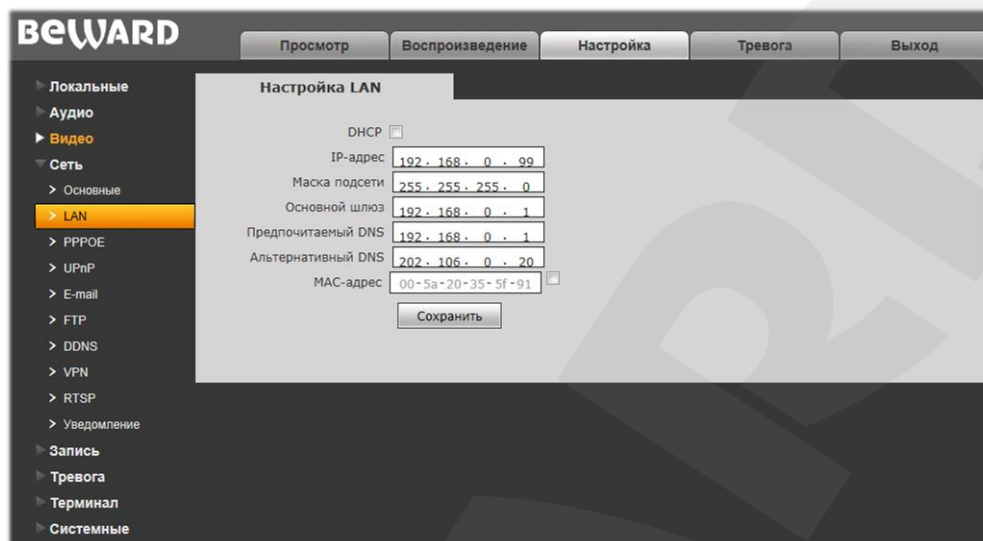 BEWARD
Просмотр Воспроизведение Настройка Тревога Выход
Локальные
Аудио
Видео
Сеть
> Основные
> LAN
> PPPOE
> UPnP
> E-mail
> FTP
> DDNS
> VPN
> RTSP
> Уведомление
Запись
Тревога
Терминал
Системные
Настройка LAN
DHCP
IP-адрес 192. 168. 0 . 99
Маска подсети 255. 255. 255. 0
Основной шлюз 192. 168. 0 . 1
Предпочитаемый DNS 192. 168. 0 . 1
Альтернативный DNS 202. 106. 0 . 20
MAC-адрес 00-5a-20-35-5f-91
Сохранить